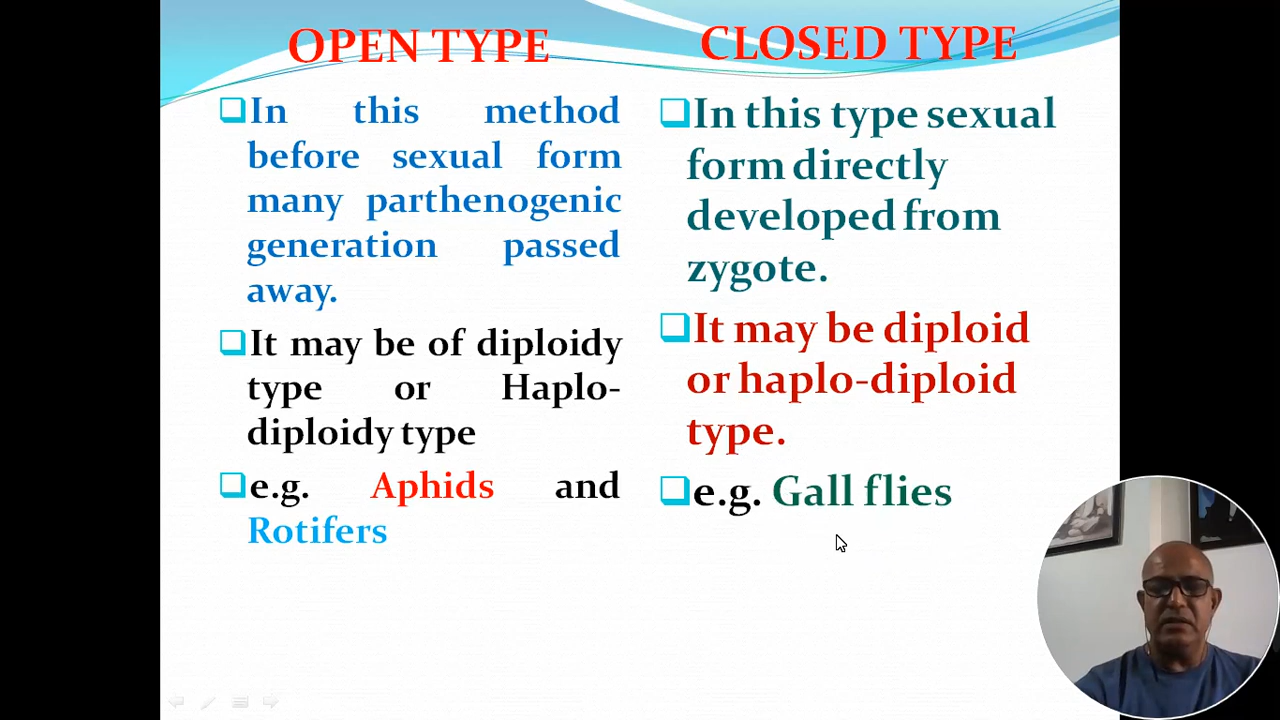 OPEN TYPE
In this method
before sexual form
many parthenogenic
generation passed
away.
It may be of diploidy
type or Haplo-
diploidy type
e.g. Aphids and
Rotifers
CLOSED TYPE
In this type sexual
form directly
developed from
zygote.
It may be diploid
or haplo-diploid
type.
e.g. Gall flies